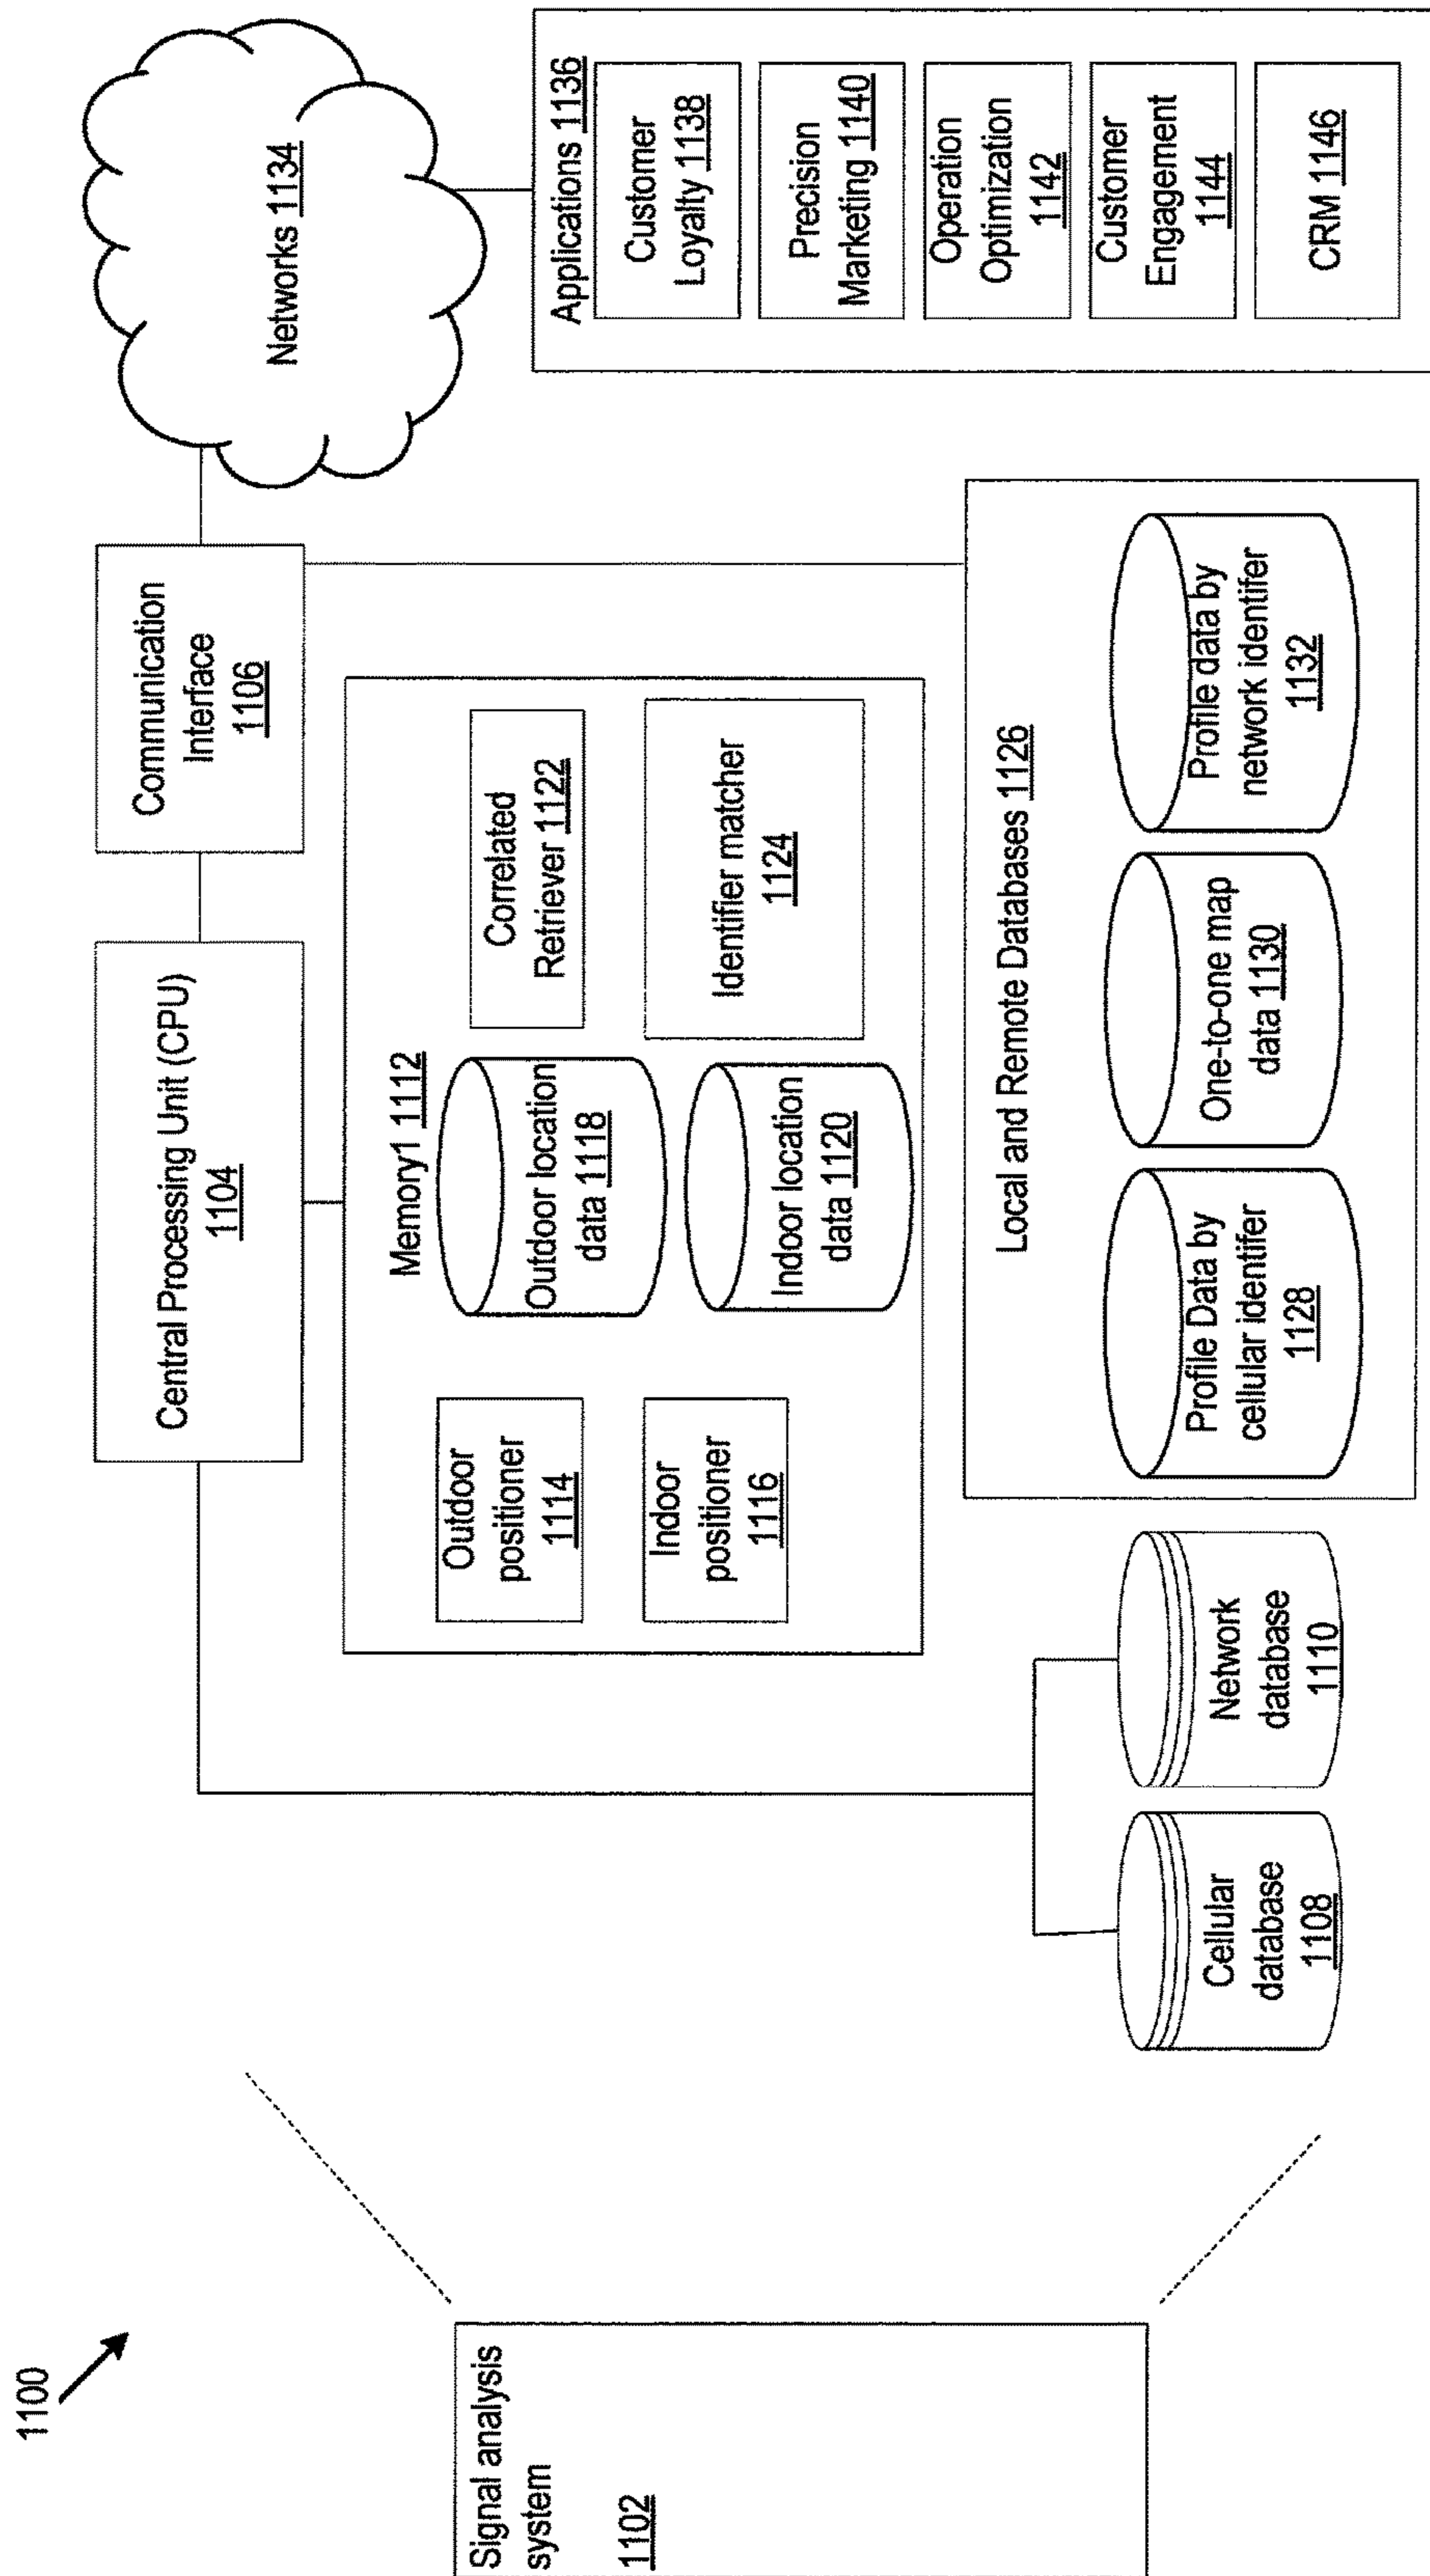 1100
Signal analysis
system
1102
Central Processing Unit (CPU)
1104
Communication
Interface
1106
Networks 1134
Memory1 1112
Outdoor
positioner
1114
Indoor
positioner
1116
Outdoor location
data 1118
Indoor location
data 1120
Correlated
Retriever 1122
Identifier matcher
1124
Cellular
database
1108
Network
database
1110
Local and Remote Databases 1126
Profile Data by
cellular identifer
1128
One-to-one map
data 1130
Profile data by
network identifer
1132
Applications 1136
Customer
Loyalty 1138
Precision
Marketing 1140
Operation
Optimization
1142
Customer
Engagement
1144
CRM 1146